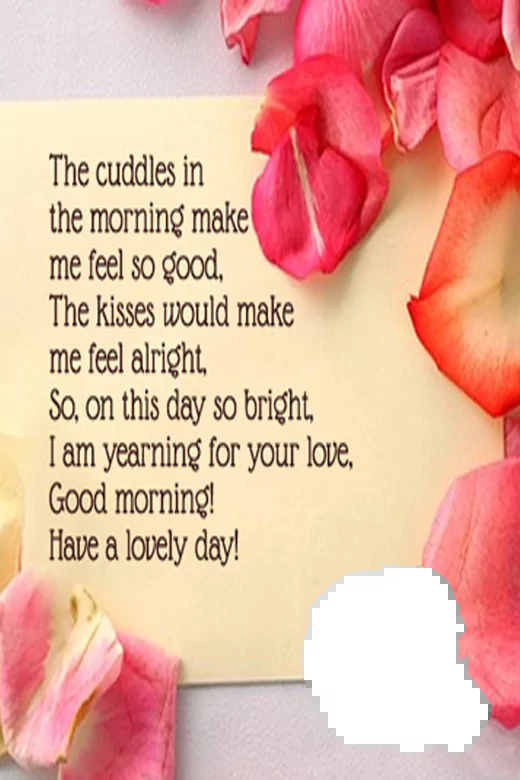 The cuddles in
the morning make
me feel so good,
The kisses would make
me feel alright,
So, on this day so bright,
I am yearning for your love,
Good morning!
Have a lovely day!